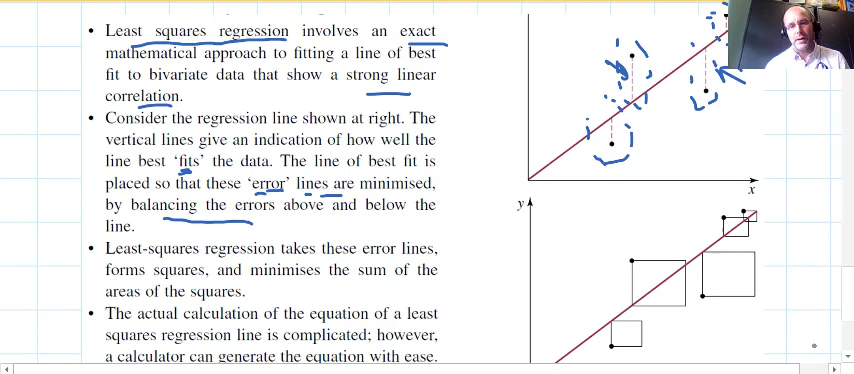 • Least squares regression involves an exact
mathematical approach to fitting a line of best
fit to bivariate data that show a strong linear
correlation.
• Consider the regression line shown at right. The
vertical lines give an indication of how well the
line best ‘fits’ the data. The line of best fit is
placed so that these ‘error’ lines are minimised,
by balancing the errors above and below the
line.
• Least-squares regression takes these error lines,
forms squares, and minimises the sum of the
areas of the squares.
• The actual calculation of the equation of a least
squares regression line is complicated; however,
a calculator can generate the equation with ease.
x
y